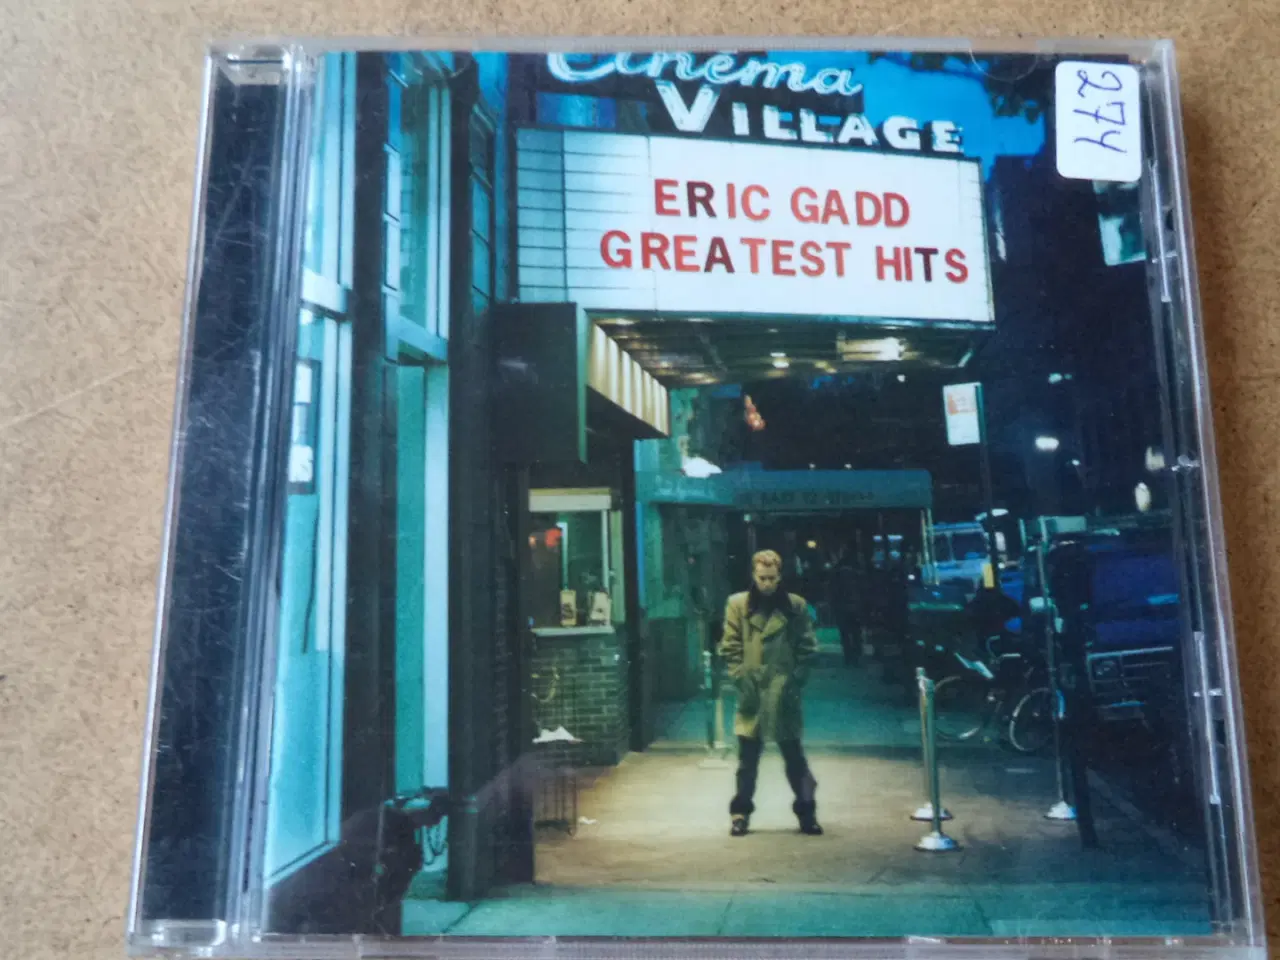 Cinema
VILLAGE
274
ERIC GADD
GREATEST HITS